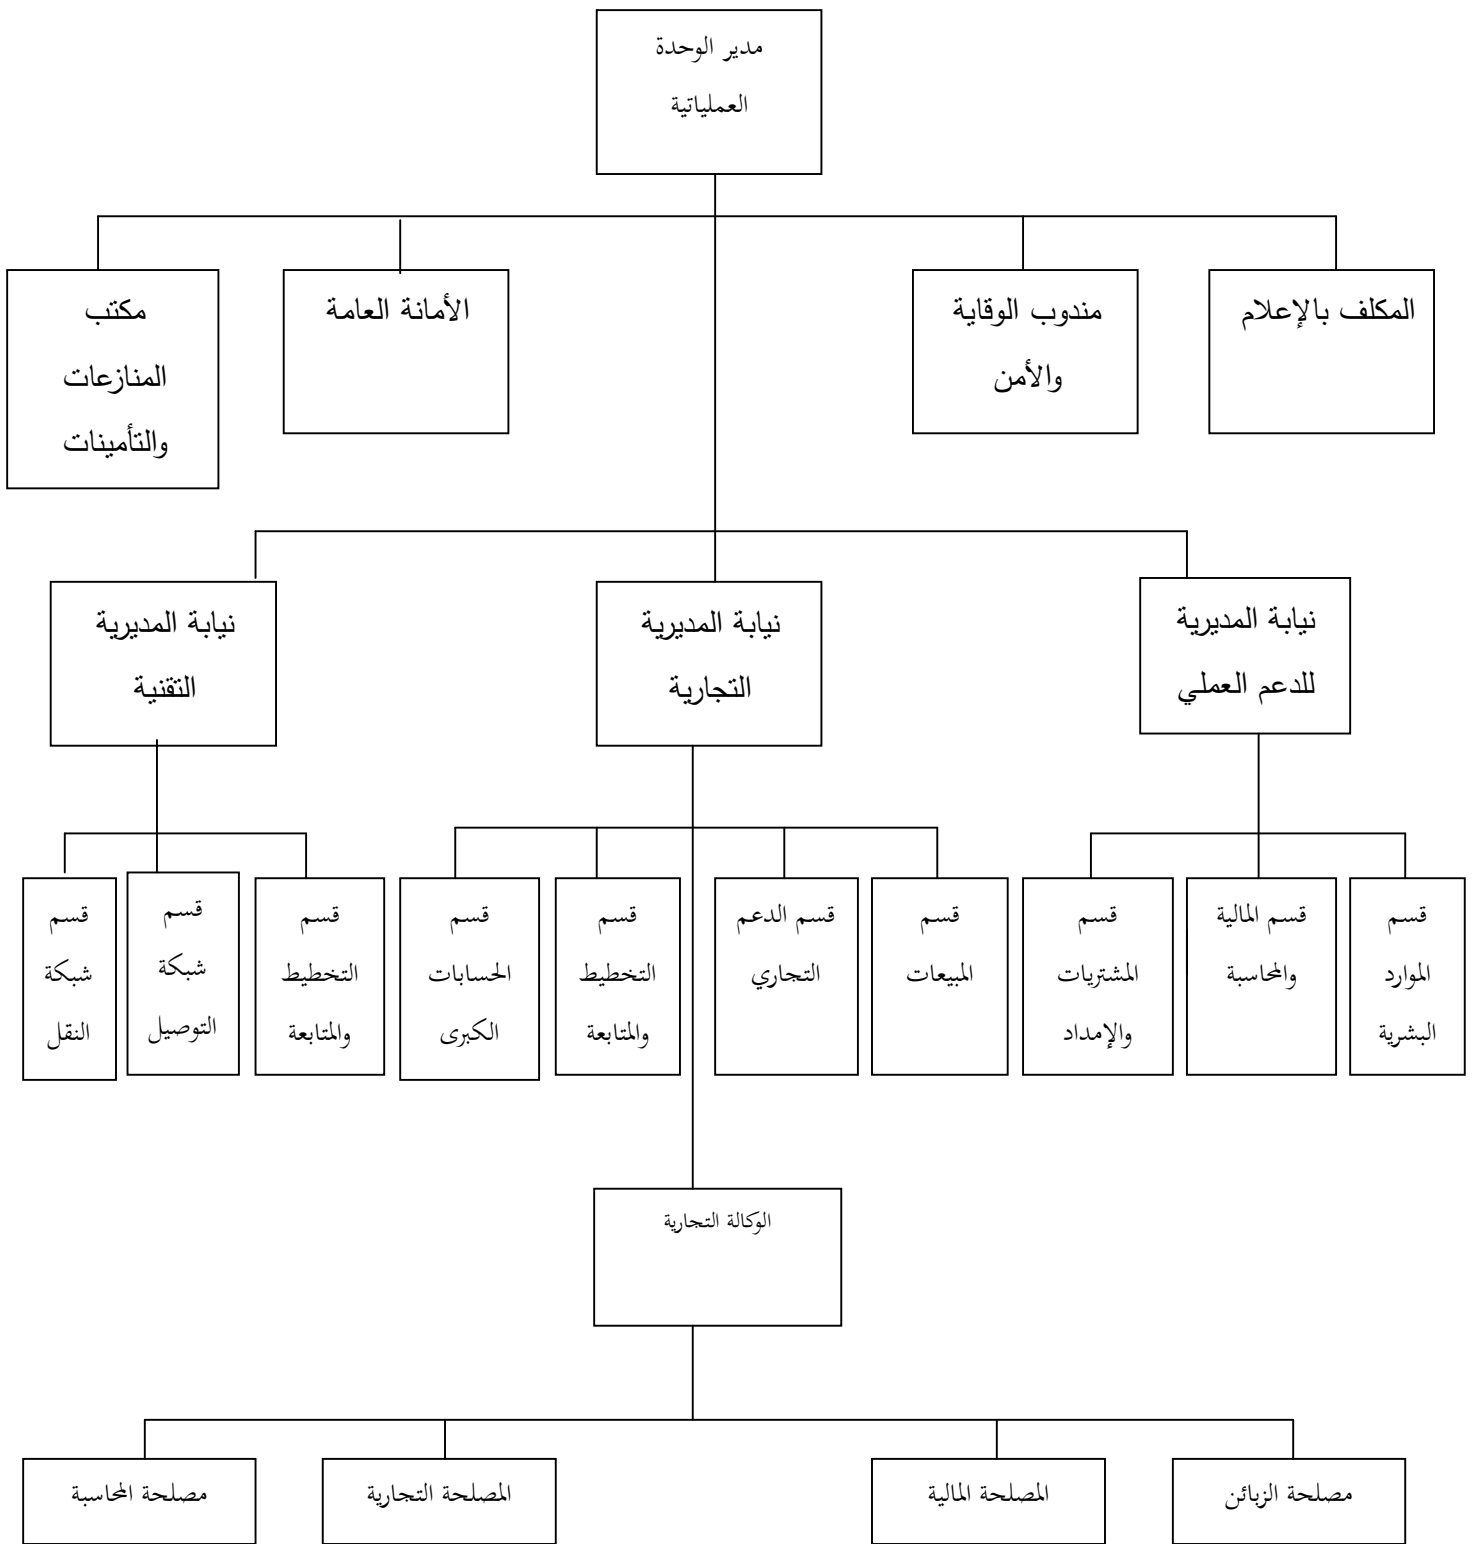 مدير الوحدة
العملياتية
المكلف بالإعلام
مندوب الوقاية
والأمن
الأمانة العامة
مكتب
المنازعات
والتأمينات
نيابة المديرية
للدعم العملي
نيابة المديرية
التجارية
نيابة المديرية
التقنية
قسم
الموارد
البشرية
قسم المالية
والمحاسبة
قسم
المشتريات
والإمداد
قسم
المبيعات
قسم الدعم
التجاري
قسم
التخطيط
والمتابعة
قسم
الحسابات
الكبرى
قسم
التخطيط
والمتابعة
قسم
شبكة
التوصيل
قسم
شبكة
النقل
الوكالة التجارية
مصلحة الزبائن
المصلحة المالية
المصلحة التجارية
مصلحة المحاسبة